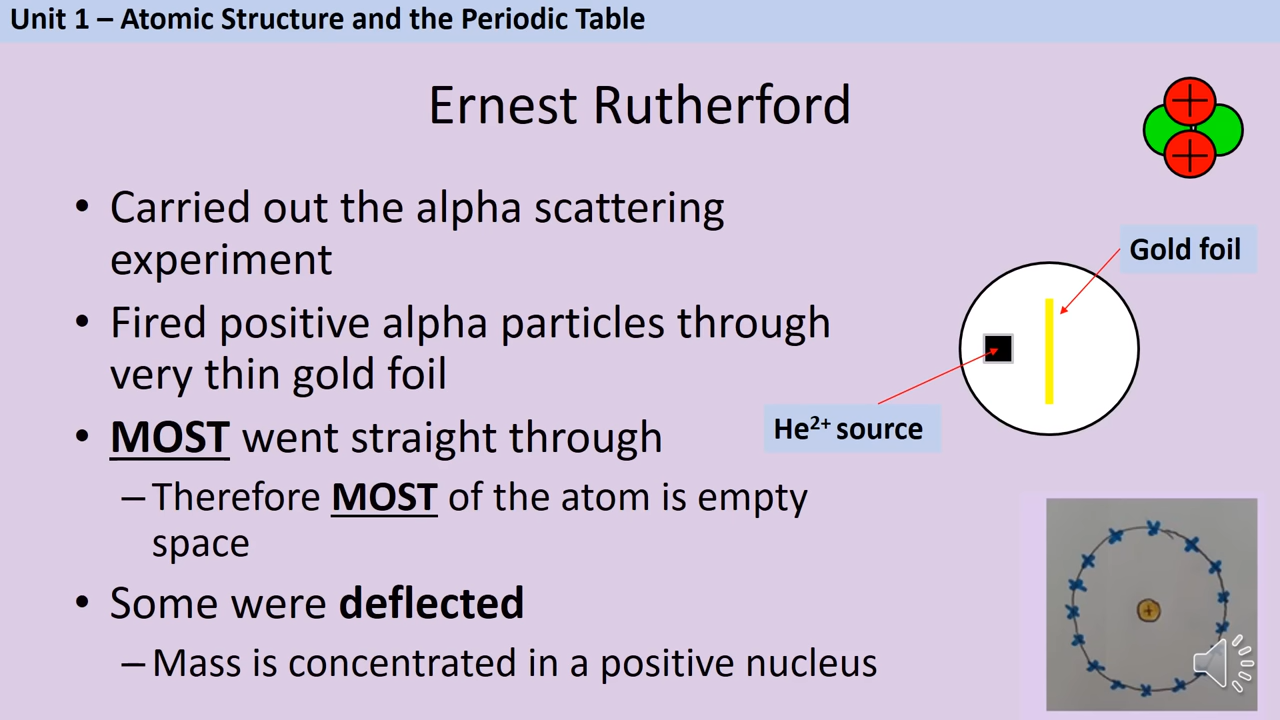 Unit 1 – Atomic Structure and the Periodic Table
Ernest Rutherford
• Carried out the alpha scattering
experiment
• Fired positive alpha particles through
very thin gold foil
• MOST went straight through
– Therefore MOST of the atom is empty
space
• Some were deflected
– Mass is concentrated in a positive nucleus
+
+
Gold foil
He²⁺ source
+